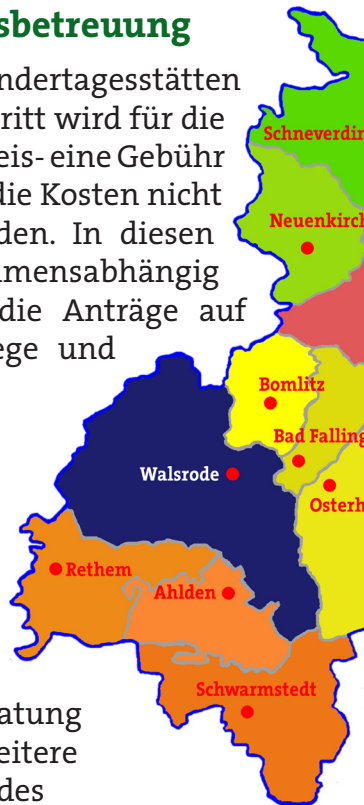 sbetreuung
ndertagesstätten
ritt wird für die
eis- eine Gebühr
die Kosten nicht
den. In diesen
mmensabhängig
die Anträge auf
ege und
atung
eitere
des
Schneverdin
Neuenkirch
Bomlitz
Bad Falling
Walsrode
Osterh
Rethem
Ahlden
Schwarmstedt